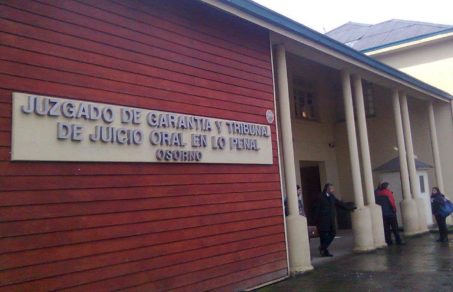 JUZGADO DE GARANTIA Y TRIBUNAL
DE JUICIO ORAL EN LO PENAL
OSORNO